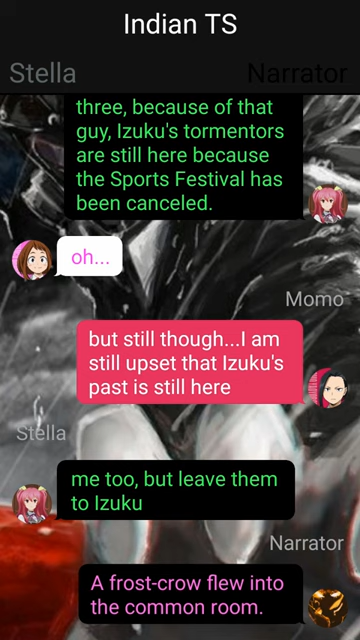 Indian TS
Stella
Narrator
three, because of that
guy, Izuku's tormentors
are still here because
the Sports Festival has
been canceled.
oh...
Momo
but still though...I am
still upset that Izuku's
past is still here
Stella
me too, but leave them
to Izuku
Narrator
A frost-crow flew into
the common room.